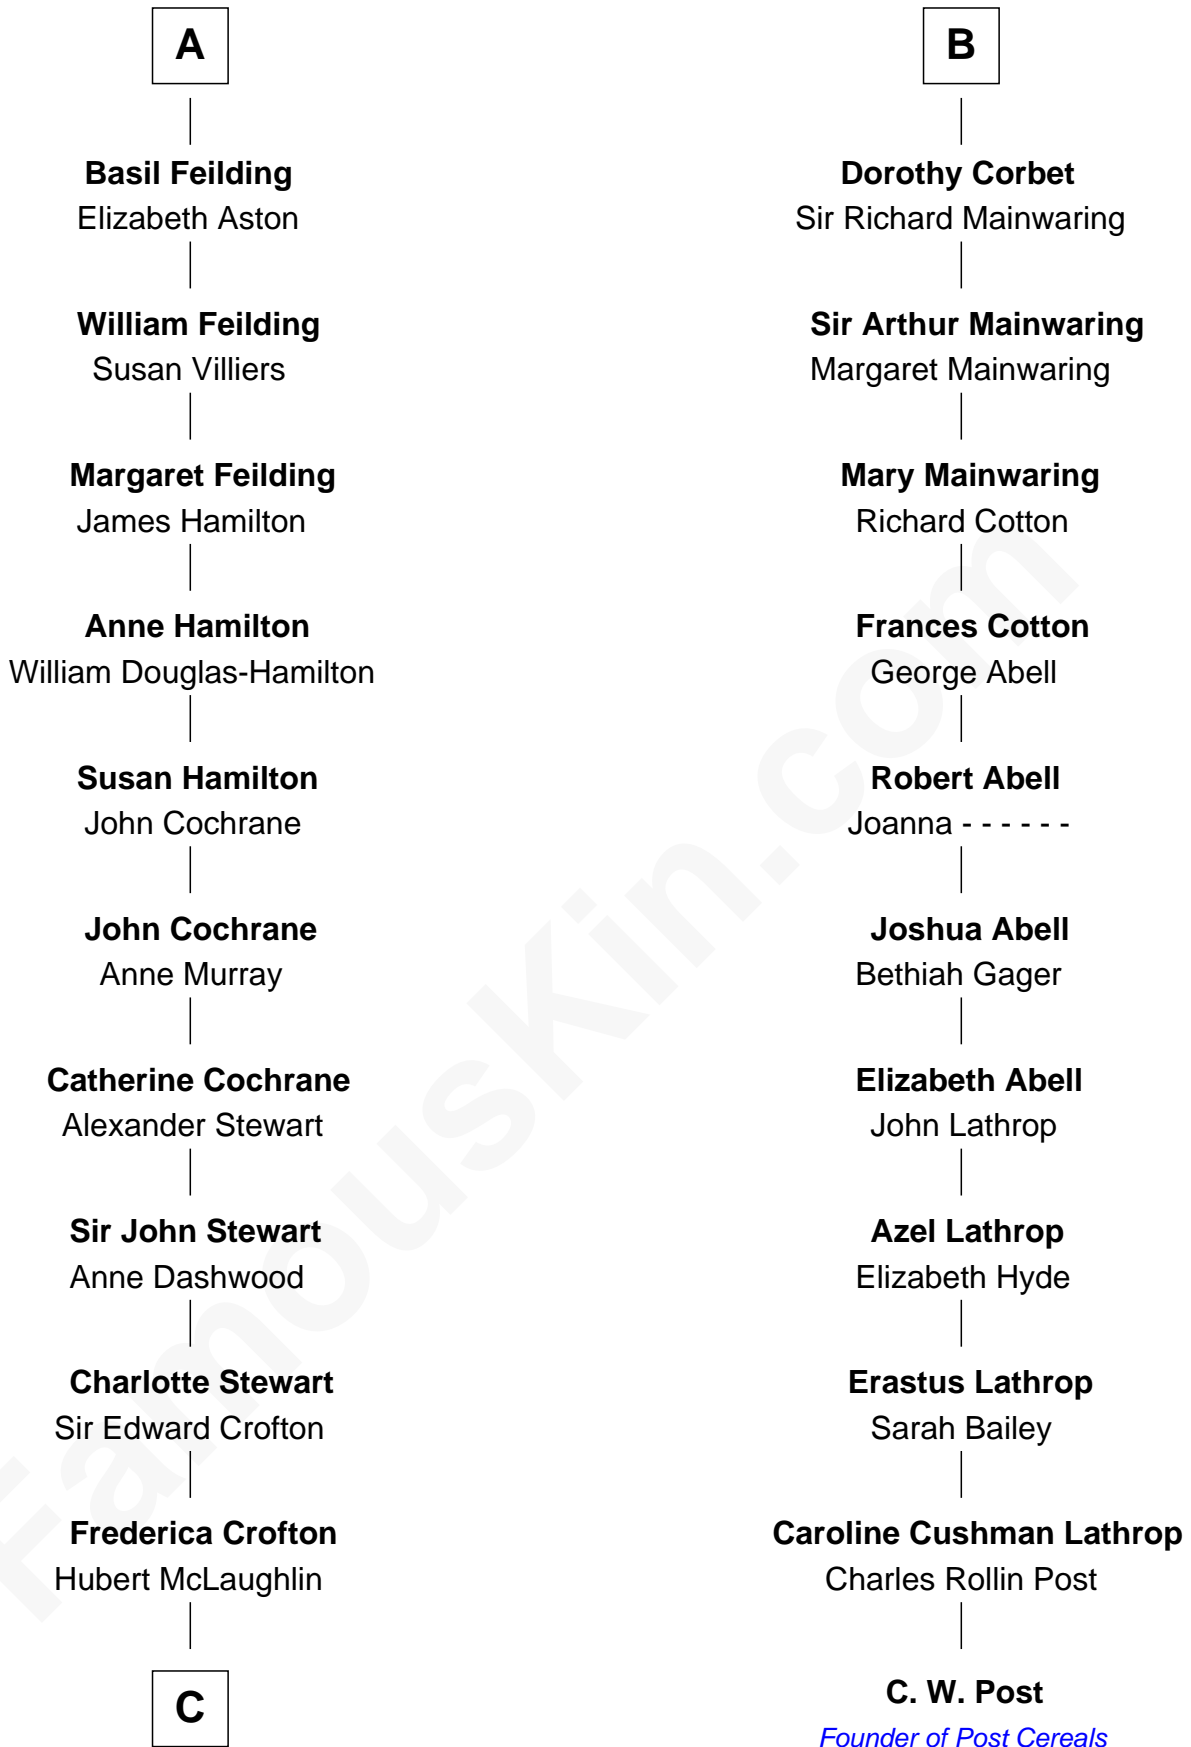 A
Basil Feilding
Elizabeth Aston
William Feilding
Susan Villiers
Margaret Feilding
James Hamilton
Anne Hamilton
William Douglas-Hamilton
Susan Hamilton
John Cochrane
John Cochrane
Anne Murray
Catherine Cochrane
Alexander Stewart
Sir John Stewart
Anne Dashwood
Charlotte Stewart
Sir Edward Crofton
Frederica Crofton
Hubert McLaughlin
C
B
Dorothy Corbet
Sir Richard Mainwaring
Sir Arthur Mainwaring
Margaret Mainwaring
Mary Mainwaring
Richard Cotton
Frances Cotton
George Abell
Robert Abell
Joanna - - - - - -
Joshua Abell
Bethiah Gager
Elizabeth Abell
John Lathrop
Azel Lathrop
Elizabeth Hyde
Erastus Lathrop
Sarah Bailey
Caroline Cushman Lathrop
Charles Rollin Post
C. W. Post
Founder of Post Cereals
FamousKin.com